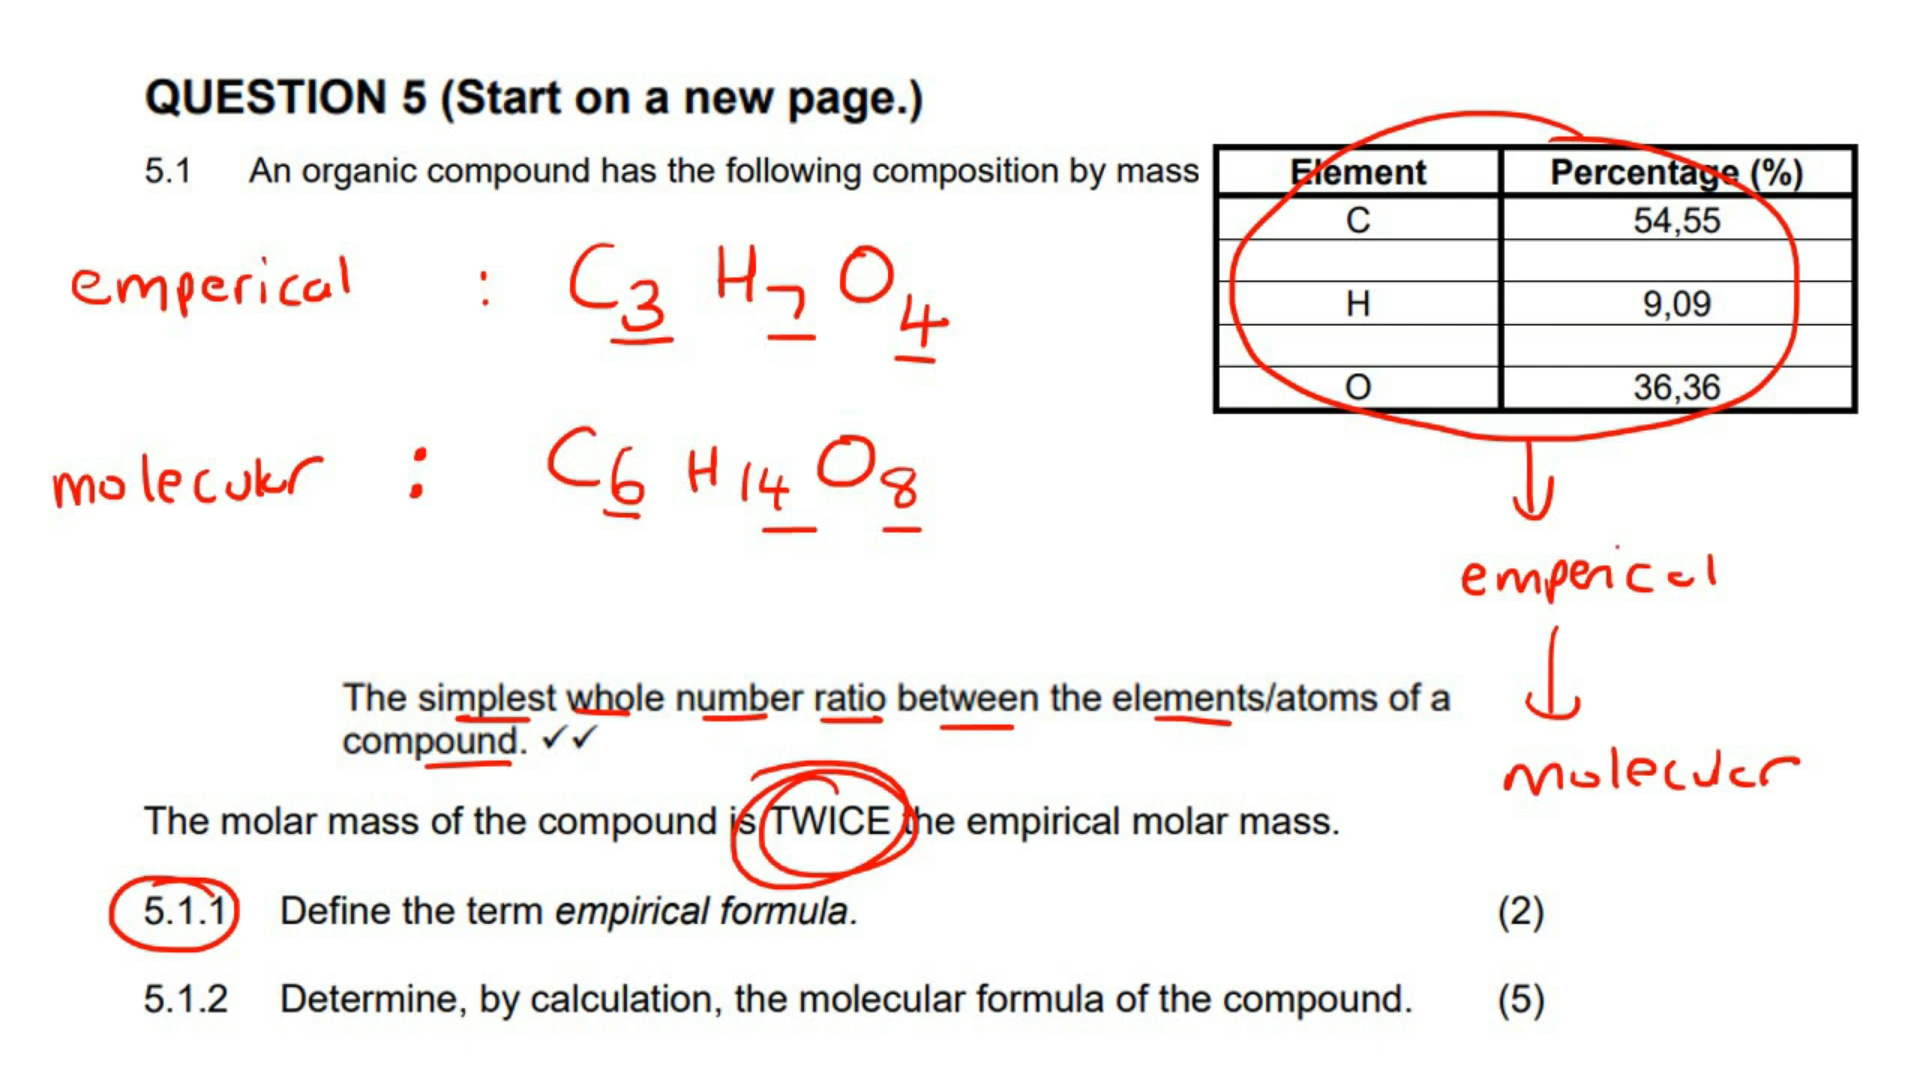 QUESTION 5 (Start on a new page.)
5.1 An organic compound has the following composition by mass
Element Percentage (%)
C 54,55
H 9,09
O 36,36
emperical : C3 H7 O4
molecular : C6 H14 O8
emperical
molecular
The simplest whole number ratio between the elements/atoms of a
compound. ✓✓
The molar mass of the compound is TWICE the empirical molar mass.
5.1.1 Define the term empirical formula. (2)
5.1.2 Determine, by calculation, the molecular formula of the compound. (5)